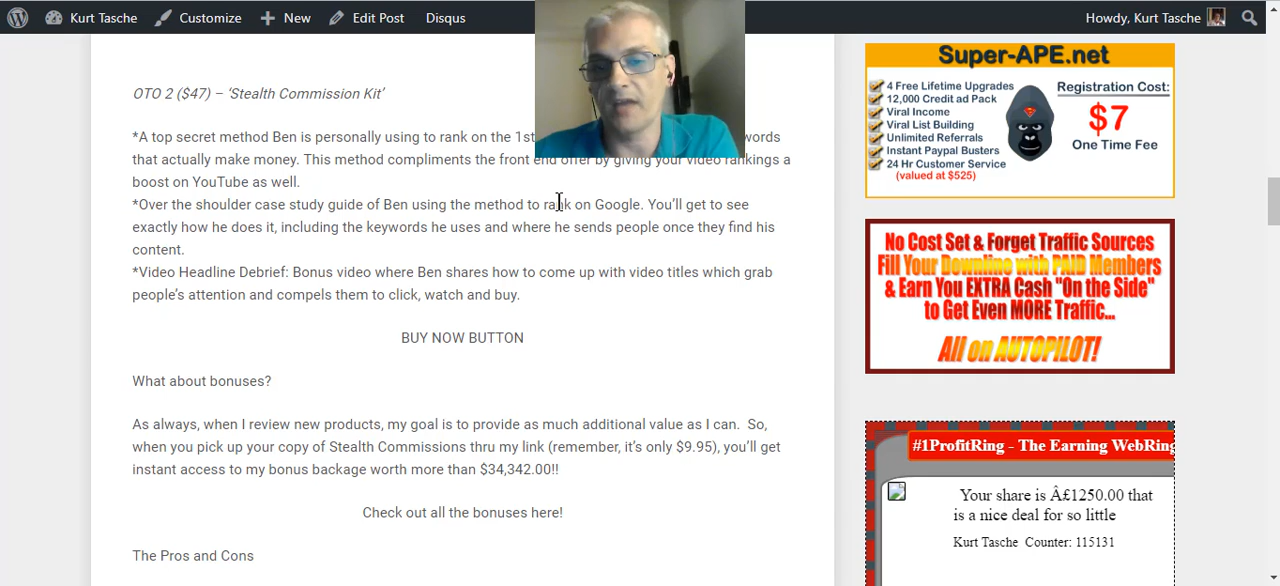 Kurt Tasche Customize New Edit Post Disqus Howdy, Kurt Tasche
OTO 2 ($47) – ‘Stealth Commission Kit’
*A top secret method Ben is personally using to rank on the 1st words
that actually make money. This method compliments the front end offer by giving your video rankings a
boost on YouTube as well.
*Over the shoulder case study guide of Ben using the method to rank on Google. You’ll get to see
exactly how he does it, including the keywords he uses and where he sends people once they find his
content.
*Video Headline Debrief: Bonus video where Ben shares how to come up with video titles which grab
people’s attention and compels them to click, watch and buy.
BUY NOW BUTTON
What about bonuses?
As always, when I review new products, my goal is to provide as much additional value as I can. So,
when you pick up your copy of Stealth Commissions thru my link (remember, it’s only $9.95), you’ll get
instant access to my bonus backage worth more than $34,342.00!!
Check out all the bonuses here!
The Pros and Cons
Super-APE.net
4 Free Lifetime Upgrades
12,000 Credit ad Pack
Viral Income
Viral List Building
Unlimited Referrals
Instant Paypal Busters
24 Hr Customer Service
(valued at $525)
Registration Cost:
$7
One Time Fee
No Cost Set & Forget Traffic Sources
Fill Your Downline with PAID Members
& Earn You EXTRA Cash "On the Side"
to Get Even MORE Traffic...
All on AUTOPILOT!
#1ProfitRing - The Earning WebRing
Your share is Â£1250.00 that
is a nice deal for so little
Kurt Tasche Counter: 115131